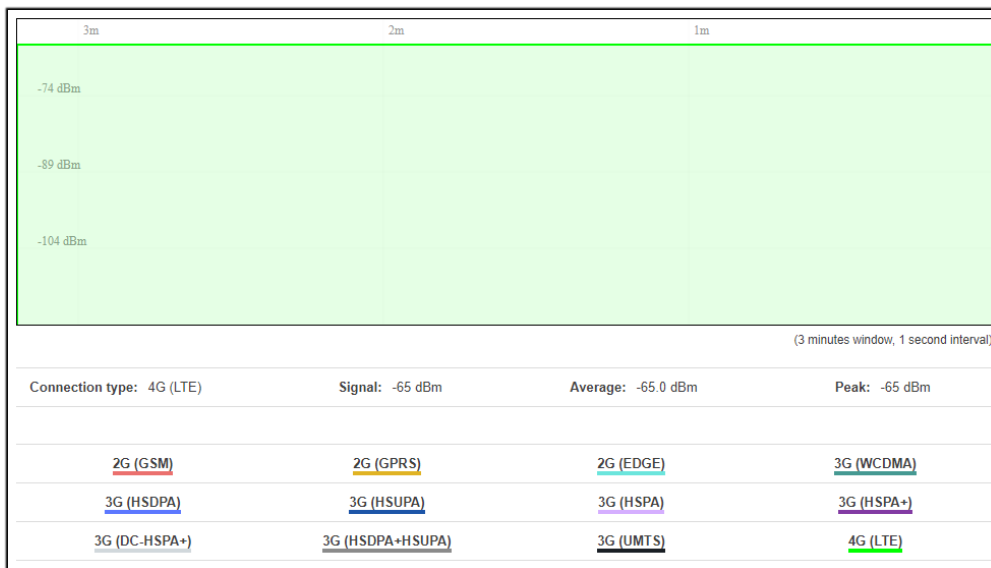 3m 2m 1m
-74 dBm
-89 dBm
-104 dBm
(3 minutes window, 1 second interval)
Connection type: 4G (LTE) Signal: -65 dBm Average: -65.0 dBm Peak: -65 dBm
2G (GSM) 2G (GPRS) 2G (EDGE) 3G (WCDMA)
3G (HSDPA) 3G (HSUPA) 3G (HSPA) 3G (HSPA+)
3G (DC-HSPA+) 3G (HSDPA+HSUPA) 3G (UMTS) 4G (LTE)